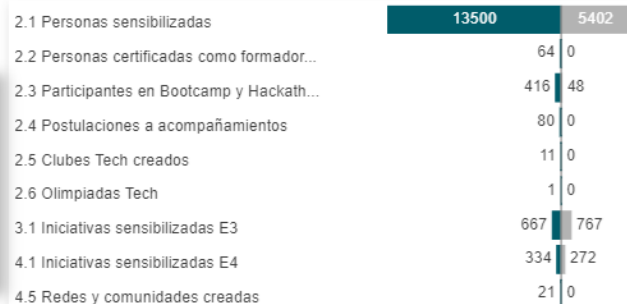 2.1 Personas sensibilizadas 13500 5402
2.2 Personas certificadas como formador... 64 0
2.3 Participantes en Bootcamp y Hackath... 416 48
2.4 Postulaciones a acompañamientos 80 0
2.5 Clubes Tech creados 11 0
2.6 Olimpiadas Tech 1 0
3.1 Iniciativas sensibilizadas E3 667 767
4.1 Iniciativas sensibilizadas E4 334 272
4.5 Redes y comunidades creadas 21 0